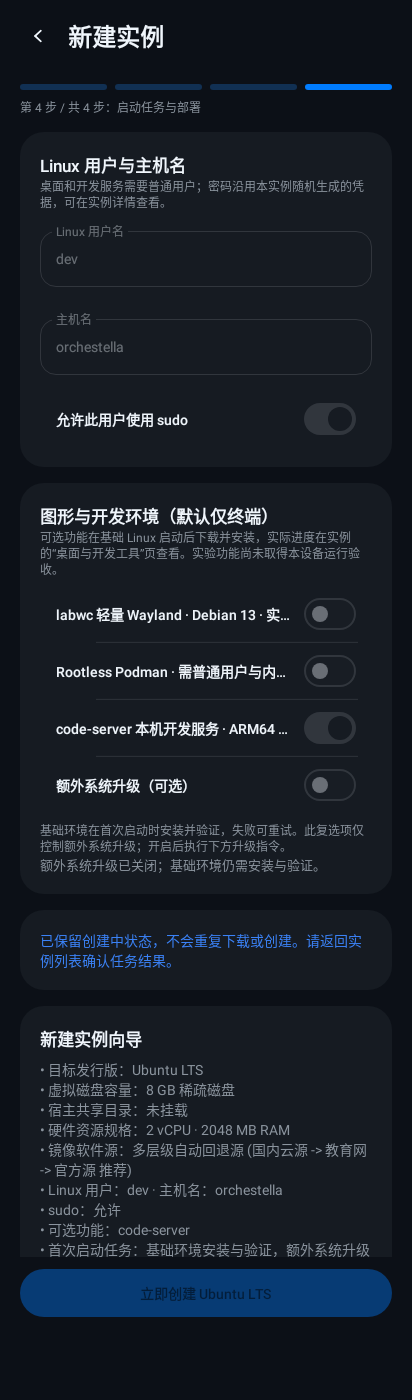 新建实例
第 4 步 / 共 4 步：启动任务与部署
Linux 用户与主机名
桌面和开发服务需要普通用户；密码沿用本实例随机生成的凭
据，可在实例详情查看。
Linux 用户名
dev
主机名
orchestella
允许此用户使用 sudo
图形与开发环境（默认仅终端）
可选功能在基础 Linux 启动后下载并安装，实际进度在实例
的“桌面与开发工具”页查看。实验功能尚未取得本设备运行验
收。
labwc 轻量 Wayland · Debian 13 · 实…
Rootless Podman · 需普通用户与内…
code-server 本机开发服务 · ARM64 …
额外系统升级（可选）
基础环境在首次启动时安装并验证，失败可重试。此复选项仅
控制额外系统升级；开启后执行下方升级指令。
额外系统升级已关闭；基础环境仍需安装与验证。
已保留创建中状态，不会重复下载或创建。请返回实
例列表确认任务结果。
新建实例向导
• 目标发行版：Ubuntu LTS
• 虚拟磁盘容量：8 GB 稀疏磁盘
• 宿主共享目录：未挂载
• 硬件资源规格：2 vCPU · 2048 MB RAM
• 镜像软件源：多层级自动回退源 (国内云源 -> 教育网
-> 官方源 推荐)
• Linux 用户：dev · 主机名：orchestella
• sudo：允许
• 可选功能：code-server
• 首次启动任务：基础环境安装与验证，额外系统升级
立即创建 Ubuntu LTS